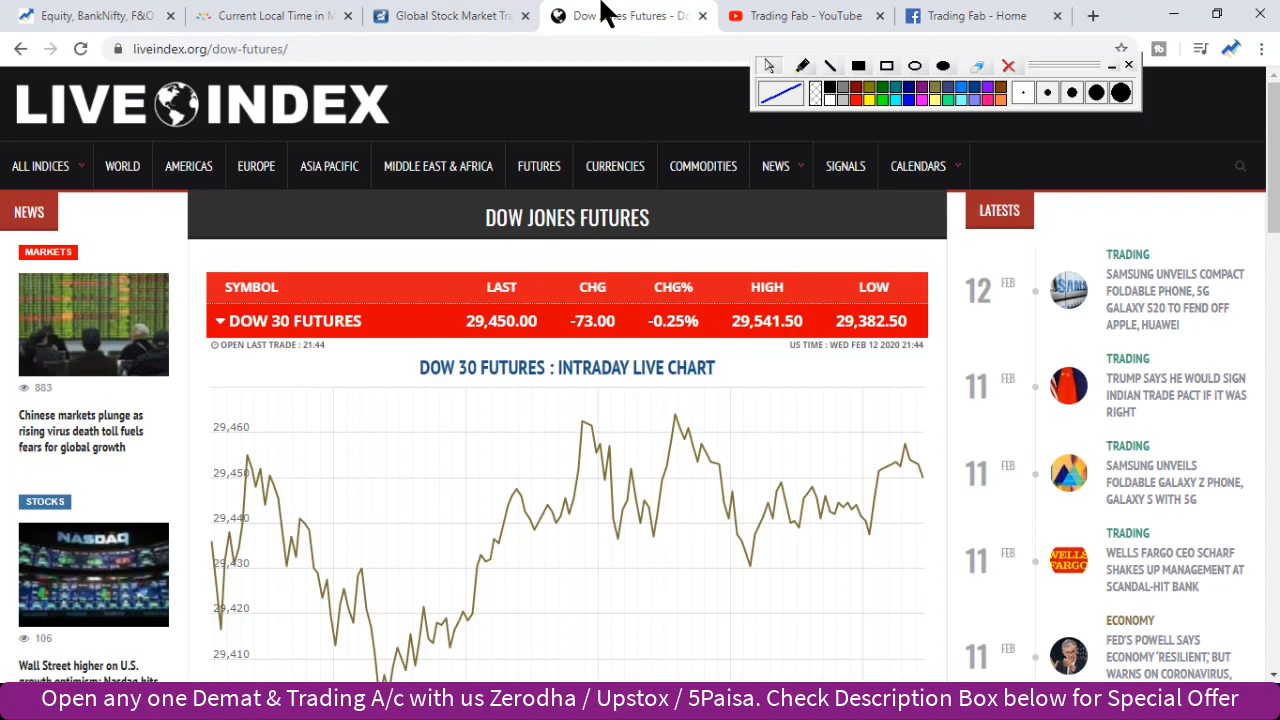 Equity, BankNifty, F&O
Current Local Time in M
Global Stock Market Tra
Dow Jones Futures - Do
Trading Fab - YouTube
Trading Fab - Home
liveindex.org/dow-futures/
LIVE INDEX
ALL INDICES
WORLD
AMERICAS
EUROPE
ASIA PACIFIC
MIDDLE EAST & AFRICA
FUTURES
CURRENCIES
COMMODITIES
NEWS
SIGNALS
CALENDARS
NEWS
MARKETS
883
Chinese markets plunge as
rising virus death toll fuels
fears for global growth
STOCKS
NASDAQ
106
Wall Street higher on U.S.
growth optimism; Nasdaq hits
DOW JONES FUTURES
SYMBOL LAST CHG CHG% HIGH LOW
DOW 30 FUTURES 29,450.00 -73.00 -0.25% 29,541.50 29,382.50
OPEN LAST TRADE : 21:44
US TIME : WED FEB 12 2020 21:44
DOW 30 FUTURES : INTRADAY LIVE CHART
29,460
29,450
29,440
29,430
29,420
29,410
LATESTS
12 FEB
TRADING
SAMSUNG UNVEILS COMPACT
FOLDABLE PHONE, 5G
GALAXY S20 TO FEND OFF
APPLE, HUAWEI
11 FEB
TRADING
TRUMP SAYS HE WOULD SIGN
INDIAN TRADE PACT IF IT WAS
RIGHT
11 FEB
TRADING
SAMSUNG UNVEILS
FOLDABLE GALAXY Z PHONE,
GALAXY S WITH 5G
11 FEB
WELLS
FARGO
TRADING
WELLS FARGO CEO SCHARF
SHAKES UP MANAGEMENT AT
SCANDAL-HIT BANK
11 FEB
ECONOMY
FED'S POWELL SAYS
ECONOMY 'RESILIENT,' BUT
WARNS ON CORONAVIRUS,
Open any one Demat & Trading A/c with us Zerodha / Upstox / 5Paisa. Check Description Box below for Special Offer